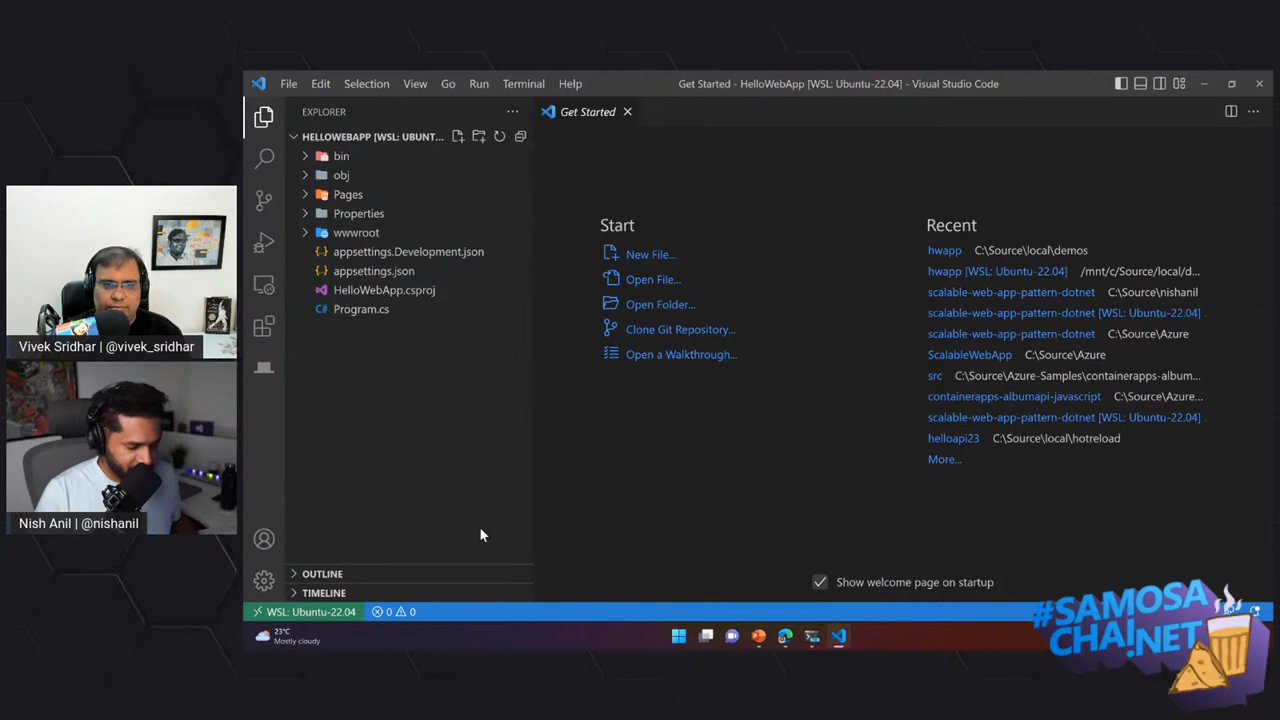 File Edit Selection View Go Run Terminal Help
Get Started - HelloWebApp [WSL: Ubuntu-22.04] - Visual Studio Code
EXPLORER
Get Started
HELLOWEBAPP [WSL: UBUNT...
bin
obj
Pages
Properties
wwwroot
appsettings.Development.json
appsettings.json
HelloWebApp.csproj
C# Program.cs
Start
New File...
Open File...
Open Folder...
Clone Git Repository...
Open a Walkthrough...
Recent
hwapp C:\Source\local\demos
hwapp [WSL: Ubuntu-22.04] /mnt/c/Source/local/d...
scalable-web-app-pattern-dotnet C:\Source\nishanil
scalable-web-app-pattern-dotnet [WSL: Ubuntu-22.04] .
scalable-web-app-pattern-dotnet C:\Source\Azure
ScalableWebApp C:\Source\Azure
src C:\Source\Azure-Samples\containerapps-album...
containerapps-albumapi-javascript C:\Source\Azure...
scalable-web-app-pattern-dotnet [WSL: Ubuntu-22.04] .
helloapi23 C:\Source\local\hotreload
More...
Show welcome page on startup
OUTLINE
TIMELINE
WSL: Ubuntu-22.04 0 0
23°C
Mostly cloudy
Vivek Sridhar | @vivek_sridhar
Nish Anil | @nishanil
#SAMOSA
CHAI.NET